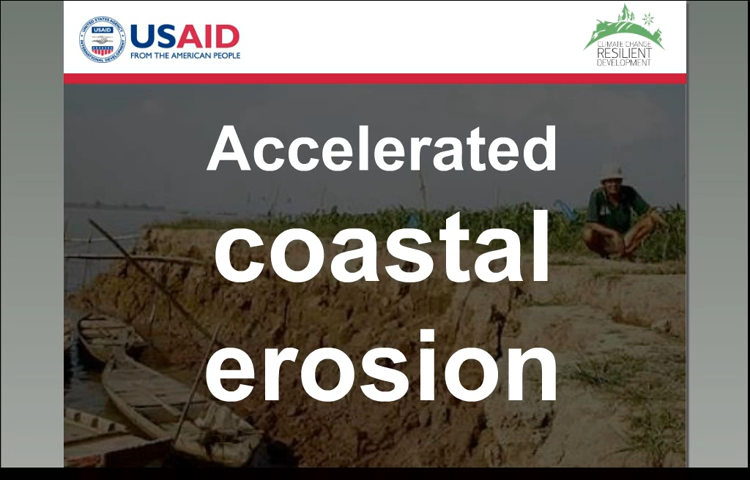 USAID
FROM THE AMERICAN PEOPLE
CLIMATE CHANGE
RESILIENT
DEVELOPMENT
Accelerated
coastal
erosion